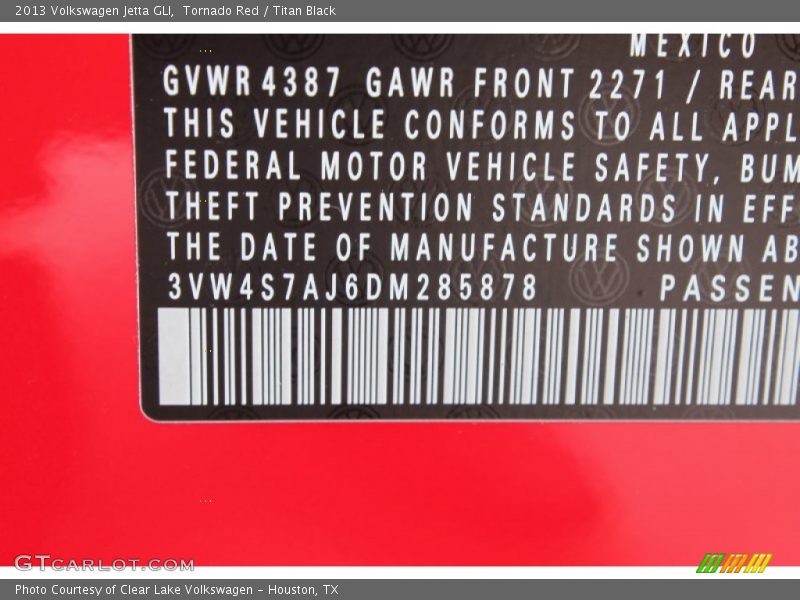 2013 Volkswagen Jetta GLI,  Tornado Red / Titan Black
MEXICO
GVWR 4387 GAWR FRONT 2271 / REAR
THIS VEHICLE CONFORMS TO ALL APPL
FEDERAL MOTOR VEHICLE SAFETY, BUM
THEFT PREVENTION STANDARDS IN EFF
THE DATE OF MANUFACTURE SHOWN AB
3VW4S7AJ6DM285878 PASSEN
GTCARLOT.COM
Photo Courtesy of Clear Lake Volkswagen – Houston, TX